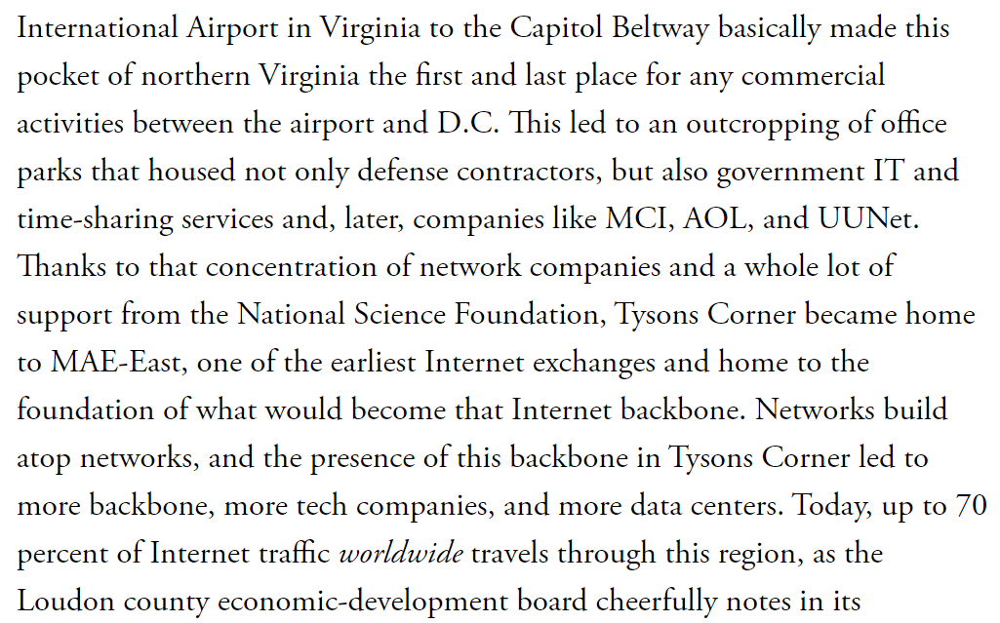 International Airport in Virginia to the Capitol Beltway basically made this
pocket of northern Virginia the first and last place for any commercial
activities between the airport and D.C. This led to an outcropping of office
parks that housed not only defense contractors, but also government IT and
time-sharing services and, later, companies like MCI, AOL, and UUNet.
Thanks to that concentration of network companies and a whole lot of
support from the National Science Foundation, Tysons Corner became home
to MAE-East, one of the earliest Internet exchanges and home to the
foundation of what would become that Internet backbone. Networks build
atop networks, and the presence of this backbone in Tysons Corner led to
more backbone, more tech companies, and more data centers. Today, up to 70
percent of Internet traffic worldwide travels through this region, as the
Loudon county economic-development board cheerfully notes in its